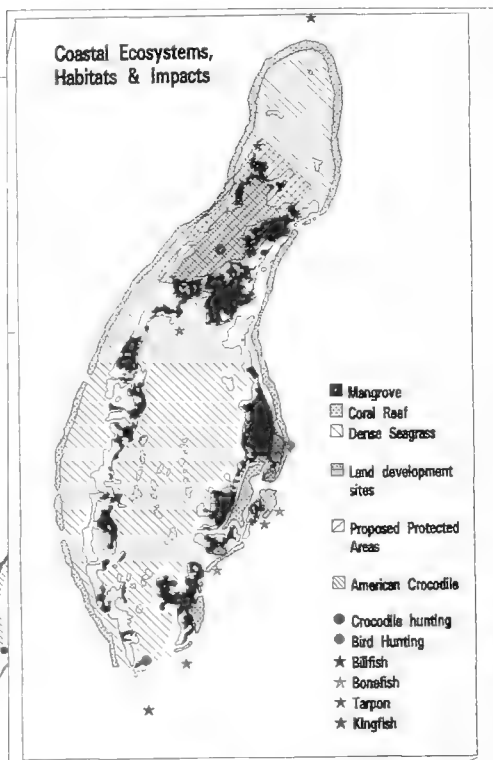 Coastal Ecosystems,
Habitats & Impacts
Mangrove
Coral Reef
Dense Seagrass
Land development
sites
Proposed Protected
Areas
American Crocodile
Crocodile hunting
Bird Hunting
Billfish
Bonefish
Tarpon
Kingfish